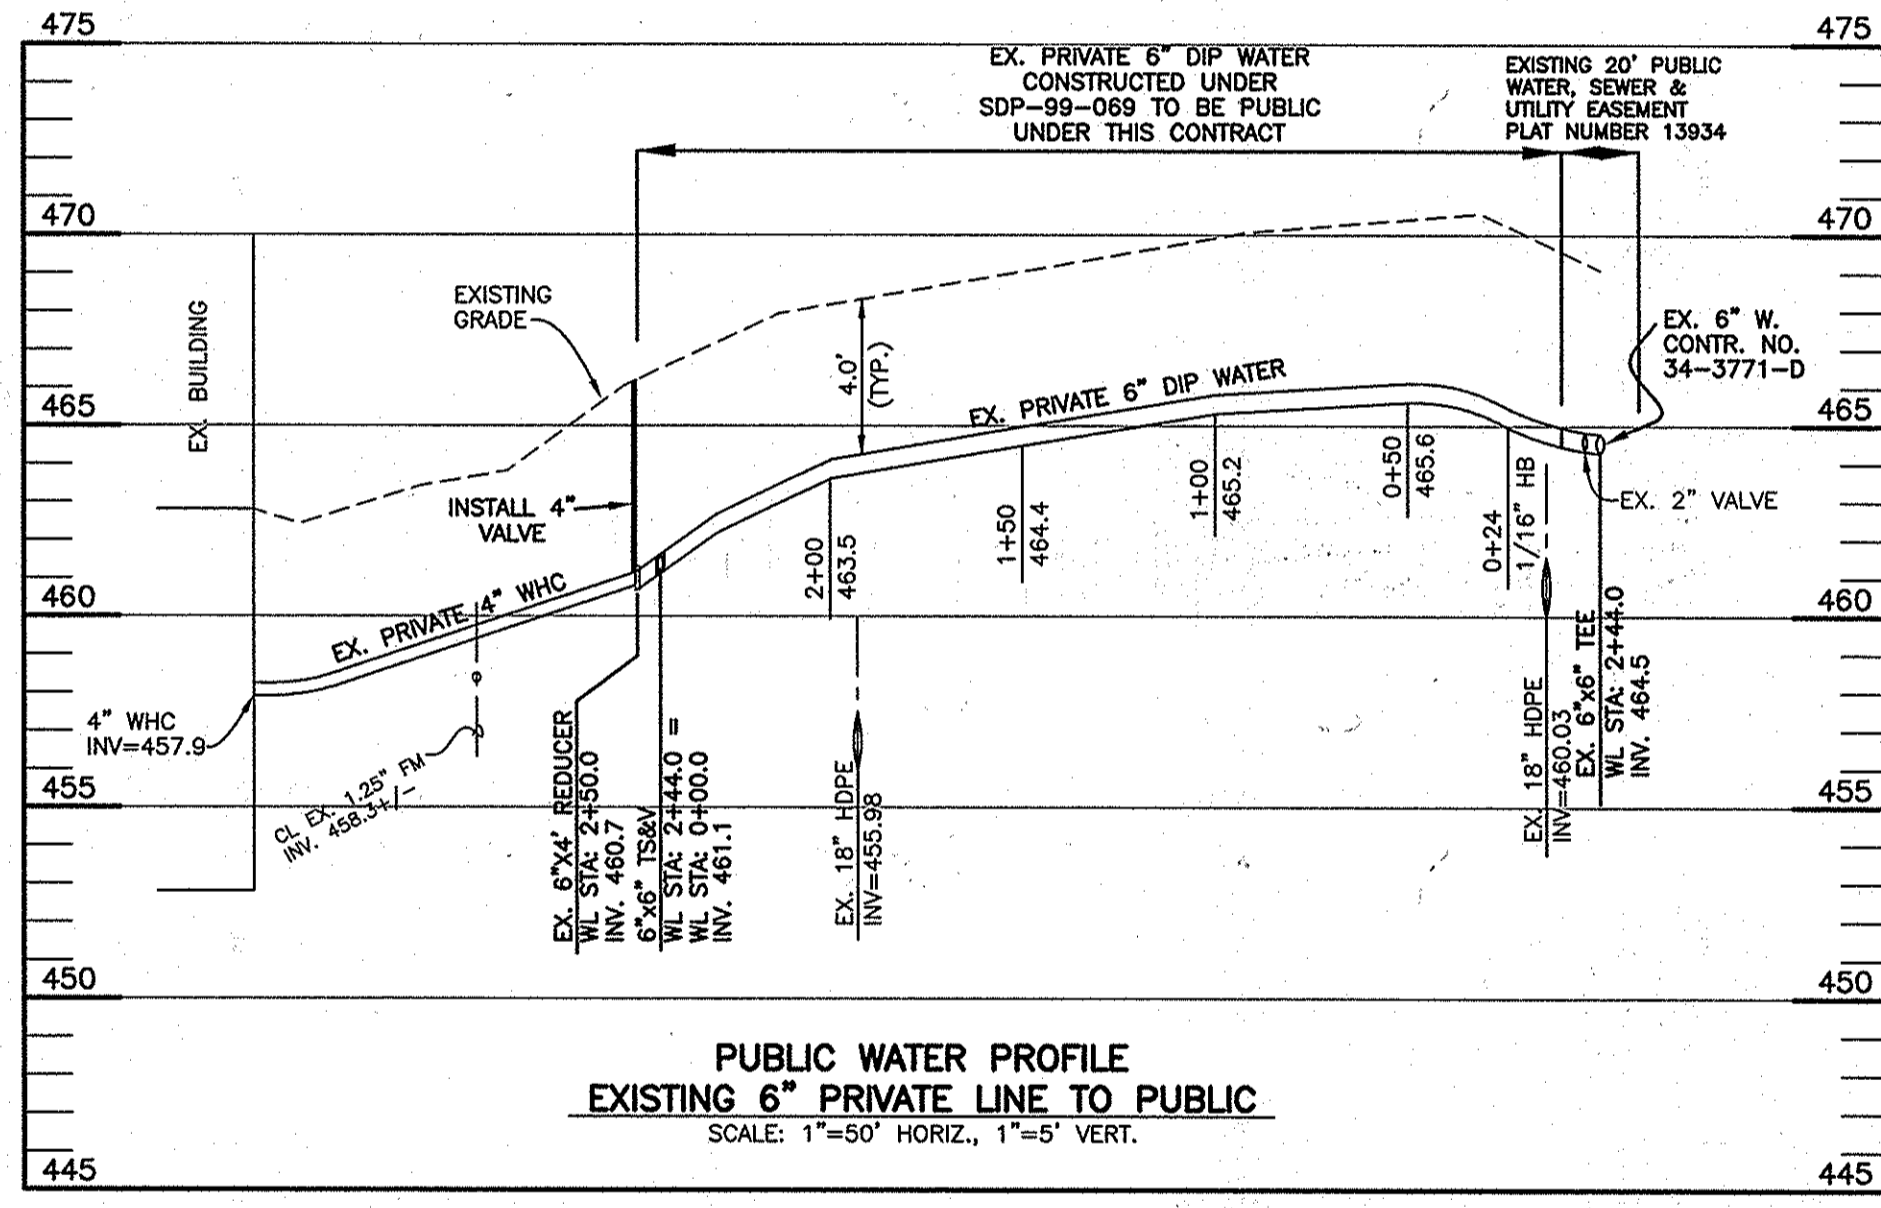 475
475
EX. PRIVATE 6" DIP WATER
CONSTRUCTED UNDER
SDP-99-069 TO BE PUBLIC
UNDER THIS CONTRACT
EXISTING 20' PUBLIC
WATER, SEWER &
UTILITY EASEMENT
PLAT NUMBER 13934
470
470
EX. BUILDING
EXISTING
GRADE
4.0'
(TYP.)
EX. PRIVATE 6" DIP WATER
EX. 6" W.
CONTR. NO.
34-3771-D
465
465
INSTALL 4"
VALVE
2+00
463.5
1+50
464.4
1+00
465.2
0+50
465.6
0+24
1/16" HB
EX. 2" VALVE
460
460
EX. PRIVATE 4" WHC
4" WHC
INV=457.9
CL EX. 1.25" FM
INV. 458.3+/-
EX. 6"X4' REDUCER
WL STA: 2+50.0
INV. 460.7
6"x6" TS&V
WL STA: 2+44.0 =
WL STA: 0+00.0
INV. 461.1
EX. 18" HDPE
INV=455.98
EX. 18" HDPE
INV=460.03
EX. 6"x6" TEE
WL STA: 2+44.0
INV. 464.5
455
455
450
450
PUBLIC WATER PROFILE
EXISTING 6" PRIVATE LINE TO PUBLIC
SCALE: 1"=50' HORIZ., 1"=5' VERT.
445
445